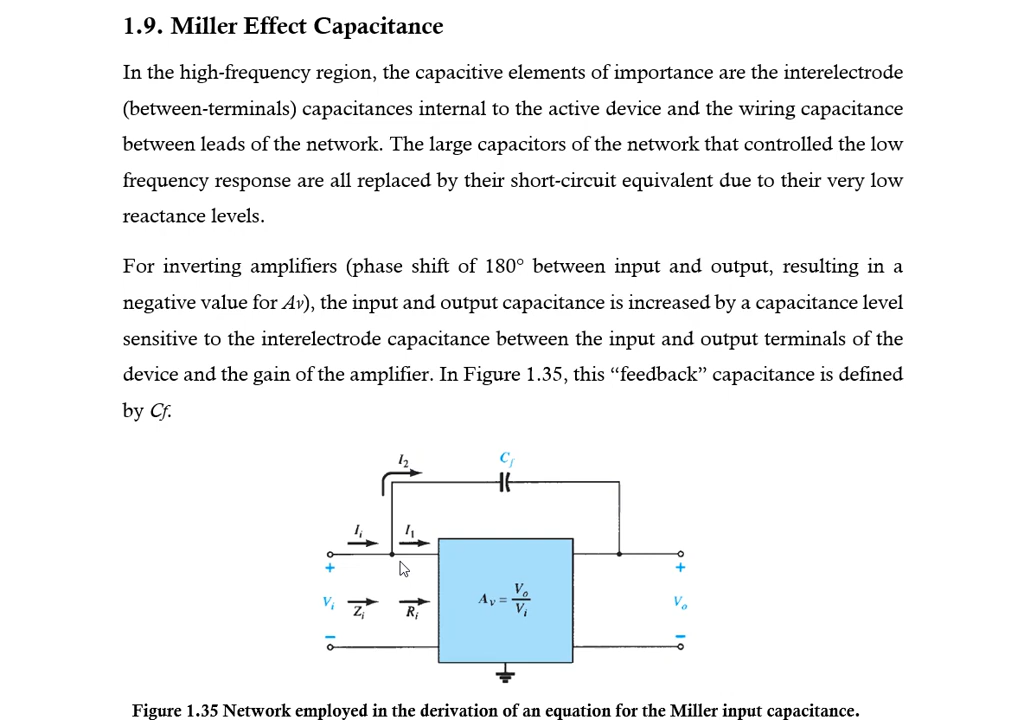 1.9. Miller Effect Capacitance
In the high-frequency region, the capacitive elements of importance are the interelectrode
(between-terminals) capacitances internal to the active device and the wiring capacitance
between leads of the network. The large capacitors of the network that controlled the low
frequency response are all replaced by their short-circuit equivalent due to their very low
reactance levels.
For inverting amplifiers (phase shift of 180° between input and output, resulting in a
negative value for Av), the input and output capacitance is increased by a capacitance level
sensitive to the interelectrode capacitance between the input and output terminals of the
device and the gain of the amplifier. In Figure 1.35, this “feedback” capacitance is defined
by Cf.
I2
Cf
Ii
I1
+
+
Vi
Zi
Ri
Av = Vo/Vi
Vo
−
−
Figure 1.35 Network employed in the derivation of an equation for the Miller input capacitance.